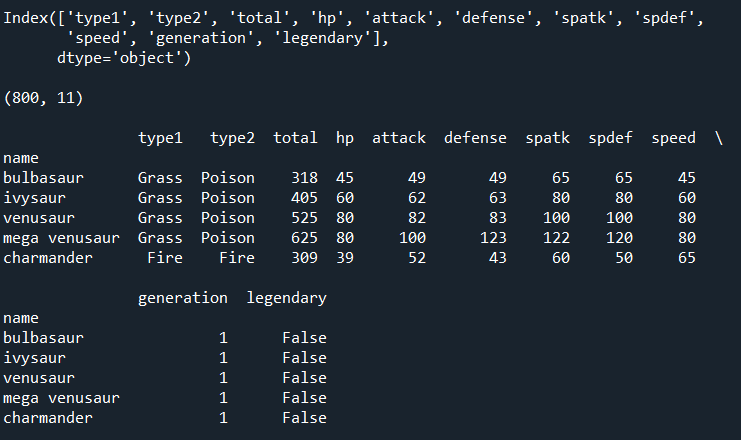 Index(['type1', 'type2', 'total', 'hp', 'attack', 'defense', 'spatk', 'spdef',
       'speed', 'generation', 'legendary'],
      dtype='object')
(800, 11)
               type1   type2  total  hp  attack  defense  spatk  spdef  speed  \
name
bulbasaur      Grass  Poison    318  45      49       49     65     65     45
ivysaur        Grass  Poison    405  60      62       63     80     80     60
venusaur       Grass  Poison    525  80      82       83    100    100     80
mega venusaur  Grass  Poison    625  80     100      123    122    120     80
charmander      Fire    Fire    309  39      52       43     60     50     65
               generation  legendary
name
bulbasaur               1      False
ivysaur                 1      False
venusaur                1      False
mega venusaur           1      False
charmander              1      False